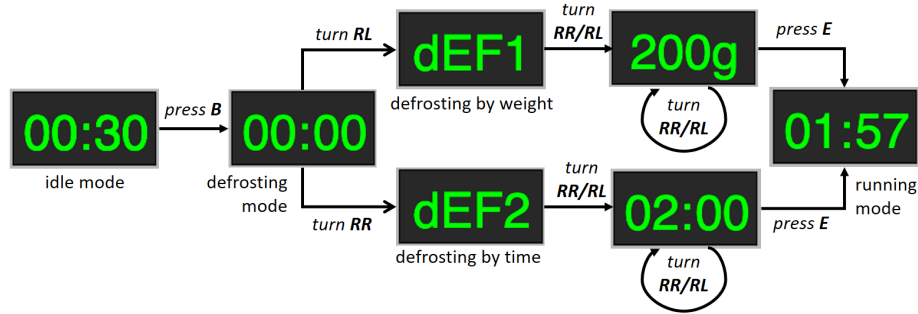 turn RL
dEF1
defrosting by weight
turn
RR/RL
200g
turn
RR/RL
press E
00:30
idle mode
press B
00:00
defrosting
mode
01:57
running
mode
turn RR
dEF2
defrosting by time
turn
RR/RL
02:00
turn
RR/RL
press E